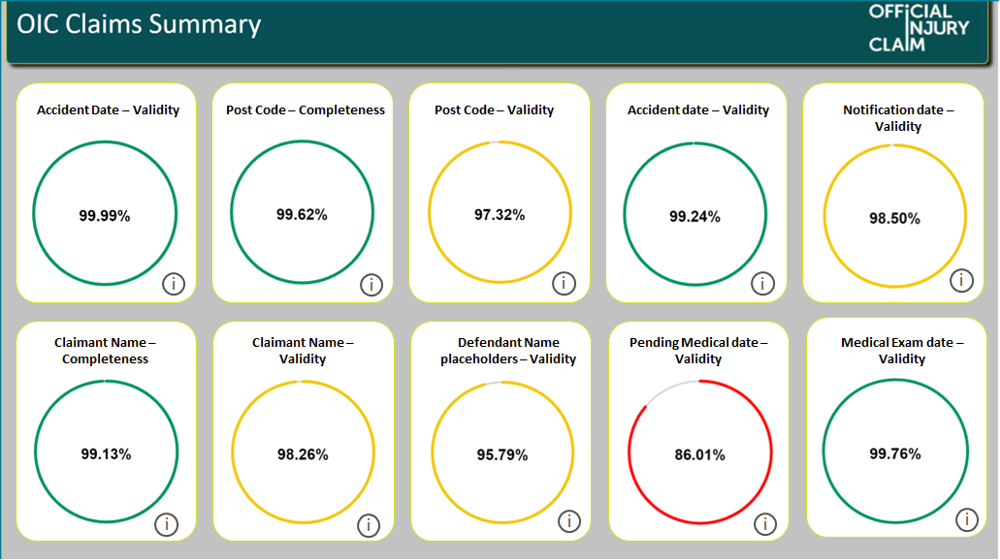 OIC Claims Summary
OFFiCIAL
INJURY
CLAIM
Accident Date – Validity
99.99%
i
Post Code – Completeness
99.62%
i
Post Code – Validity
97.32%
i
Accident date – Validity
99.24%
i
Notification date –
Validity
98.50%
i
Claimant Name –
Completeness
99.13%
i
Claimant Name –
Validity
98.26%
i
Defendant Name
placeholders – Validity
95.79%
i
Pending Medical date –
Validity
86.01%
i
Medical Exam date –
Validity
99.76%
i